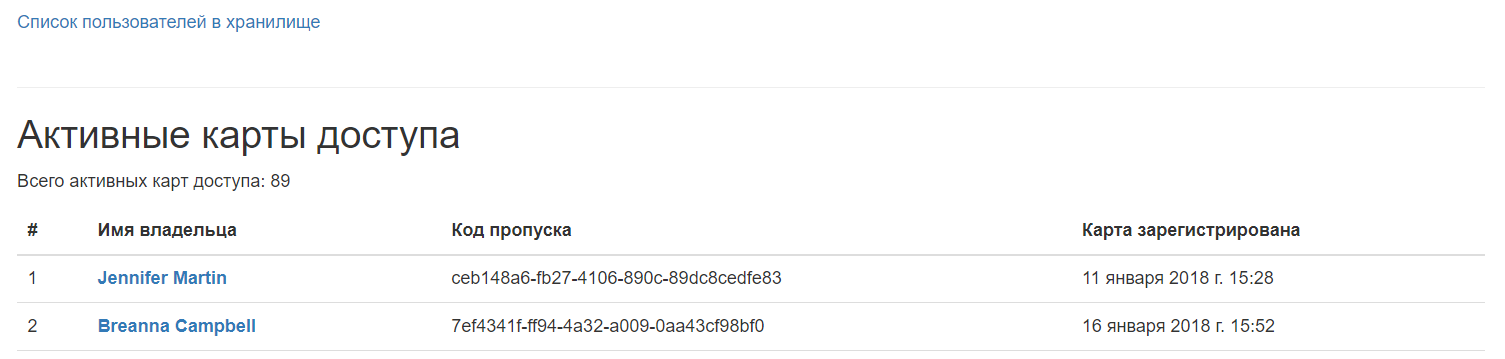 Список пользователей в хранилище
Активные карты доступа
Всего активных карт доступа: 89
# Имя владельца Код пропуска Карта зарегистрирована
1 Jennifer Martin ceb148a6-fb27-4106-890c-89dc8cedfe83 11 января 2018 г. 15:28
2 Breanna Campbell 7ef4341f-ff94-4a32-a009-0aa43cf98bf0 16 января 2018 г. 15:52